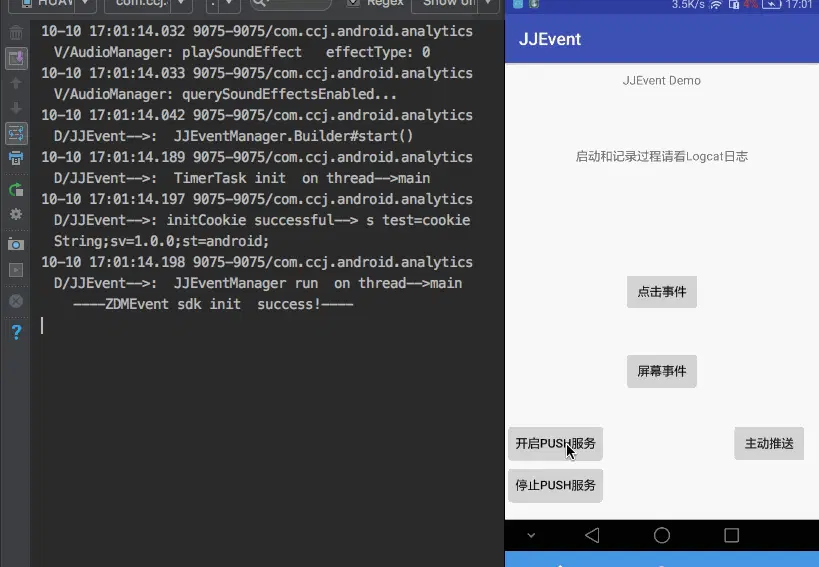 com.ccj.
Regex
10-10 17:01:14.032 9075-9075/com.ccj.android.analytics
V/AudioManager: playSoundEffect   effectType: 0
10-10 17:01:14.033 9075-9075/com.ccj.android.analytics
V/AudioManager: querySoundEffectsEnabled...
10-10 17:01:14.042 9075-9075/com.ccj.android.analytics
D/JJEvent-->:  JJEventManager.Builder#start()
10-10 17:01:14.189 9075-9075/com.ccj.android.analytics
D/JJEvent-->:  TimerTask init  on thread-->main
10-10 17:01:14.197 9075-9075/com.ccj.android.analytics
D/JJEvent-->: initCookie successful--> s test=cookie
String;sv=1.0.0;st=android;
10-10 17:01:14.198 9075-9075/com.ccj.android.analytics
D/JJEvent-->:  JJEventManager run  on thread-->main
----ZDMEvent sdk init  success!----
3.5K/s 4% 17:01
JJEvent
JJEvent Demo
启动和记录过程请看Logcat日志
点击事件
屏幕事件
开启PUSH服务
主动推送
停止PUSH服务